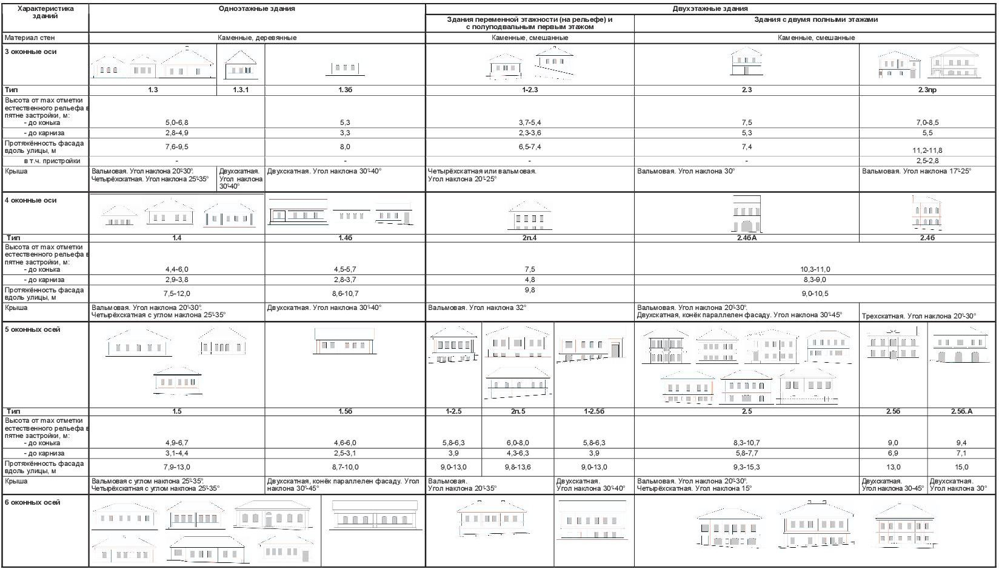 Характеристика зданий
Одноэтажные здания
Двухэтажные здания
Здания переменной этажности (на рельефе) и
с полуподвальным первым этажом
Здания с двумя полными этажами
Материал стен
Каменные, деревянные
Каменные, смешанные
Каменные, смешанные
3 оконные оси
Тип
1.3
1.3.1
1.3б
1-2.3
2.3
2.3пр
Высота от max отметки
естественного рельефа в
пятне застройки, м:
- до конька
5,0-6,8
5,3
3,7-5,4
7,5
7,0-8,5
- до карниза
2,8-4,9
3,3
2,3-3,6
5,3
5,5
Протяжённость фасада
вдоль улицы, м
7,6-9,5
8,0
6,5-7,4
7,4
11,2-11,8
в т.ч. пристройки
-
-
-
-
2,5-2,8
Крыша
Вальмовая. Угол наклона 20º-30º.
Четырёхскатная. Угол наклона 25º-35°
Двухскатная.
Угол наклона
30º-40°
Двухскатная. Угол наклона 30º-40°
Четырёхскатная или вальмовая.
Угол наклона 20°-25°
Вальмовая. Угол наклона 30°
Вальмовая. Угол наклона 17º-25°
4 оконные оси
Тип
1.4
1.4б
2п.4
2.4бА
2.4б
Высота от max отметки
естественного рельефа в
пятне застройки, м:
- до конька
4,4-6,0
4,5-5,7
7,5
10,3-11,0
- до карниза
2,9-3,8
2,8-3,7
4,8
8,3-9,0
Протяжённость фасада
вдоль улицы, м
7,5-12,0
8,6-10,7
9,8
9,0-10,5
Крыша
Вальмовая. Угол наклона 20º-30°.
Четырёхскатная с углом наклона 25º-35°
Двухскатная. Угол наклона 30º-40°
Вальмовая. Угол наклона 32°
Вальмовая. Угол наклона 20º-30°.
Двухскатная, конёк параллелен фасаду. Угол наклона 30º-45°
Трехскатная. Угол наклона 20º-30°
5 оконных осей
Тип
1.5
1.5б
1-2.5
2п.5
1-2.5б
2.5
2.5б
2.5б.А
Высота от max отметки
естественного рельефа в
пятне застройки, м:
- до конька
4,9-6,7
4,6-6,0
5,8-6,3
6,0-8,0
5,8-6,3
8,3-10,7
9,0
9,4
- до карниза
3,1-4,4
2,5-3,1
3,9
4,3-6,3
3,9
5,8-7,7
6,9
7,1
Протяжённость фасада
вдоль улицы, м
7,9-13,0
8,7-10,0
9,0-13,0
9,8-13,6
9,0-13,0
9,3-15,3
13,0
15,0
Крыша
Вальмовая с углом наклона 25º-35°.
Четырёхскатная с углом наклона 25º-35°
Двухскатная, конёк параллелен фасаду. Угол
наклона 30º-45°
Вальмовая.
Угол наклона 20º-35°
Двухскатная.
Угол наклона 30º-40°
Вальмовая. Угол наклона 20º-30°.
Четырёхскатная. Угол наклона 15°
Двухскатная.
Угол наклона 30-45°
Двухскатная.
Угол наклона 30°
6 оконных осей